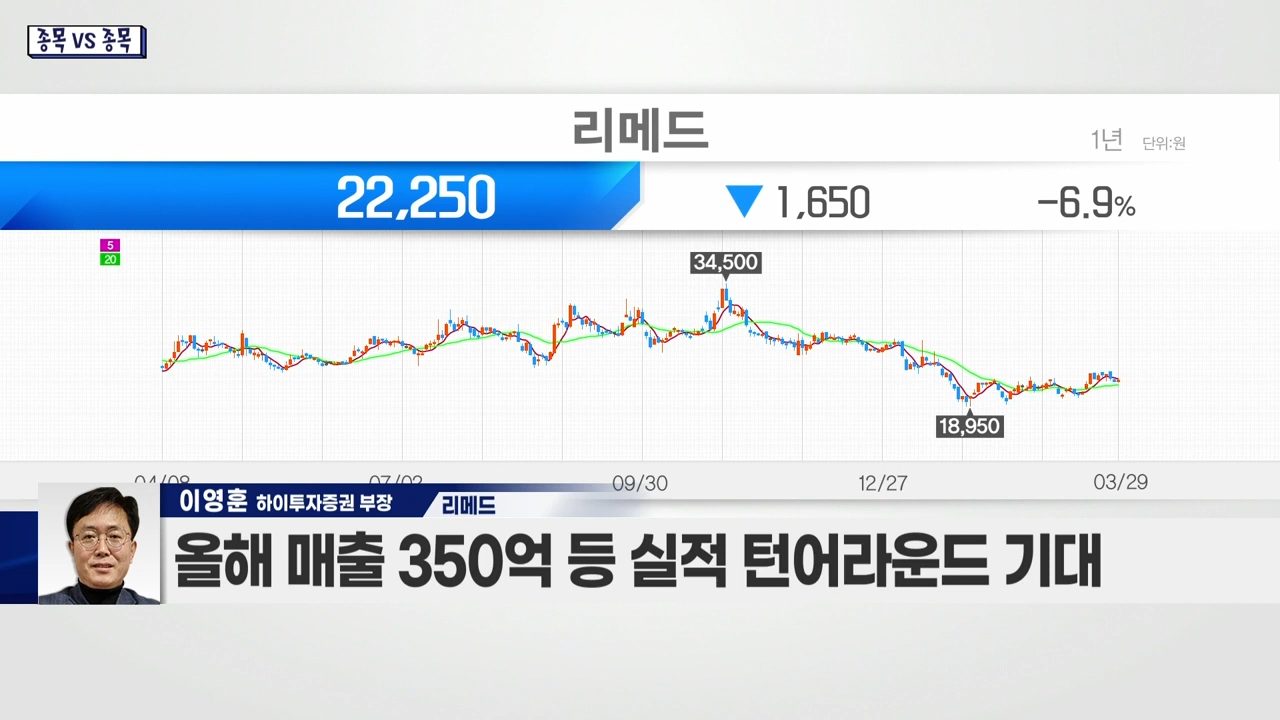 종목 VS 종목
리메드
1년 단위:원
22,250 ▼ 1,650 -6.9%
5
20
34,500
18,950
04/08 07/02 09/30 12/27 03/29
이영훈 하이투자증권 부장 리메드
올해 매출 350억 등 실적 턴어라운드 기대